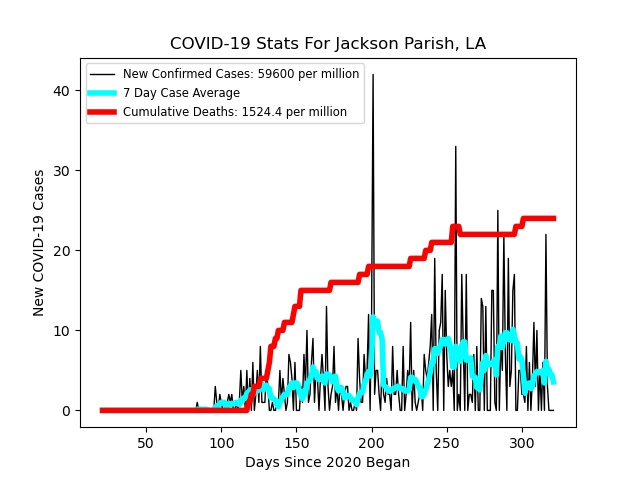 COVID-19 Stats For Jackson Parish, LA
New Confirmed Cases: 59600 per million
7 Day Case Average
Cumulative Deaths: 1524.4 per million
New COVID-19 Cases
40
30
20
10
0
50 100 150 200 250 300
Days Since 2020 Began